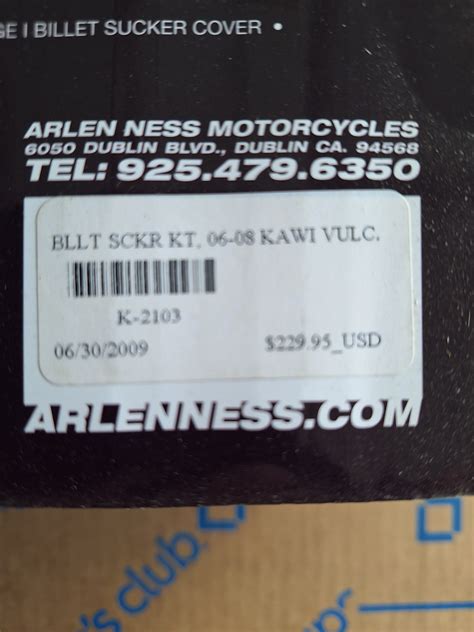 GE I BILLET SUCKER COVER •
ARLEN NESS MOTORCYCLES
6050 DUBLIN BLVD., DUBLIN CA. 94568
TEL: 925.479.6350
BLLT SCKR KT, 06-08 KAWI VULC.
K-2103
06/30/2009 $229.95_USD
ARLENNESS.COM
's club.